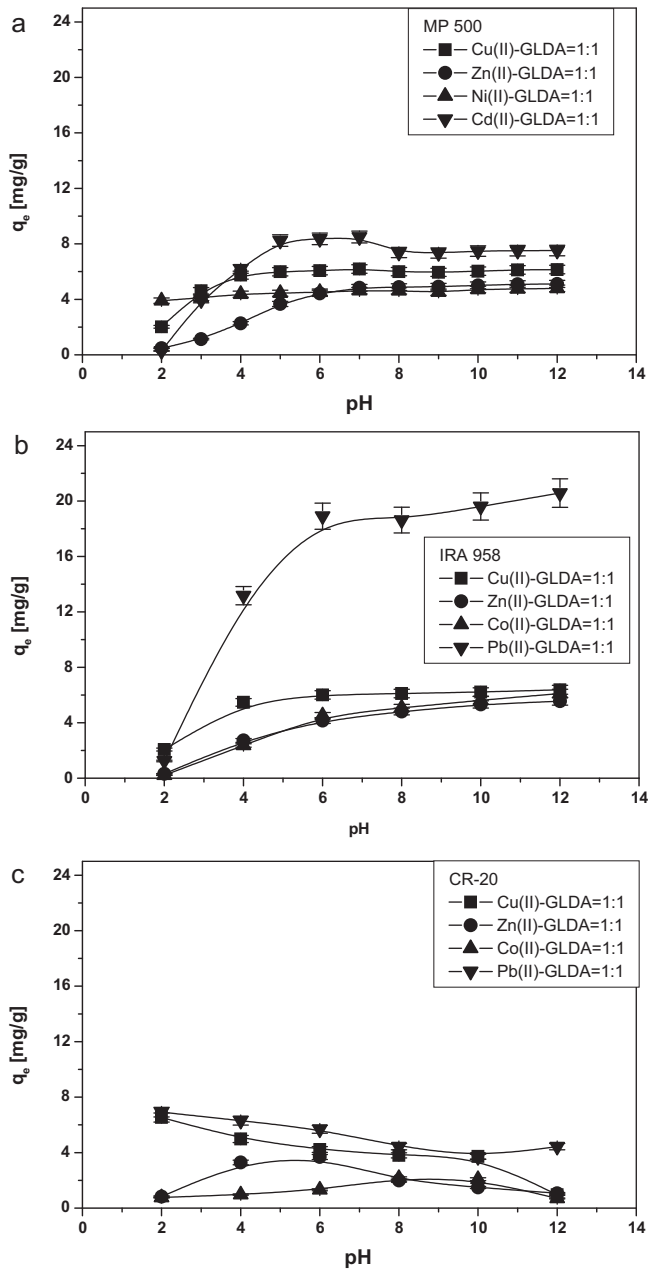 a
MP 500
Cu(II)-GLDA=1:1
Zn(II)-GLDA=1:1
Ni(II)-GLDA=1:1
Cd(II)-GLDA=1:1
24
20
16
12
8
4
0
qe [mg/g]
2 4 6 8 10 12 14
pH
b
24
20
16
12
8
4
0
qe [mg/g]
IRA 958
Cu(II)-GLDA=1:1
Zn(II)-GLDA=1:1
Co(II)-GLDA=1:1
Pb(II)-GLDA=1:1
0 2 4 6 8 10 12 14
pH
c
CR-20
Cu(II)-GLDA=1:1
Zn(II)-GLDA=1:1
Co(II)-GLDA=1:1
Pb(II)-GLDA=1:1
24
20
16
12
8
4
0
qe [mg/g]
0 2 4 6 8 10 12 14
pH